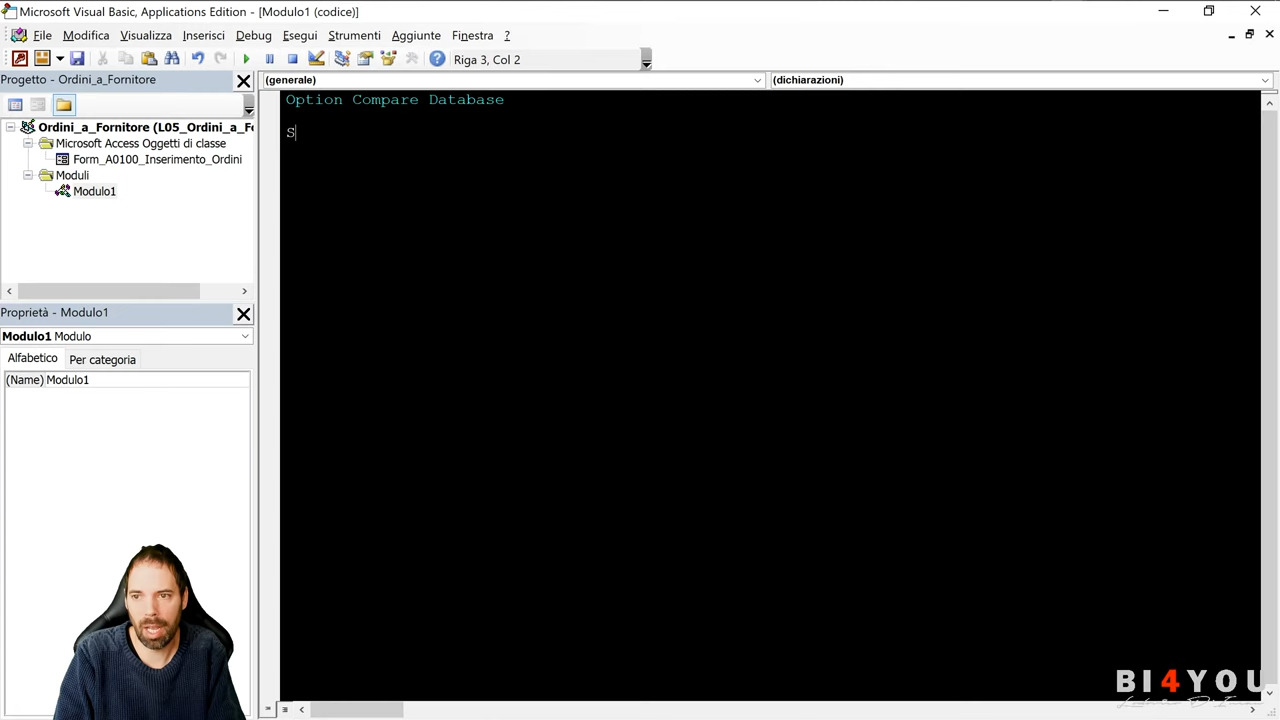 Microsoft Visual Basic, Applications Edition - [Modulo1 (codice)]
File Modifica Visualizza Inserisci Debug Esegui Strumenti Aggiunte Finestra ?
Riga 3, Col 2
Progetto - Ordini_a_Fornitore
(generale) (dichiarazioni)
Option Compare Database
Ordini_a_Fornitore (L05_Ordini_a_Fo
S
Microsoft Access Oggetti di classe
Form_A0100_Inserimento_Ordini
Moduli
Modulo1
Proprietà - Modulo1
Modulo1 Modulo
Alfabetico Per categoria
(Name) Modulo1
BI4YOU